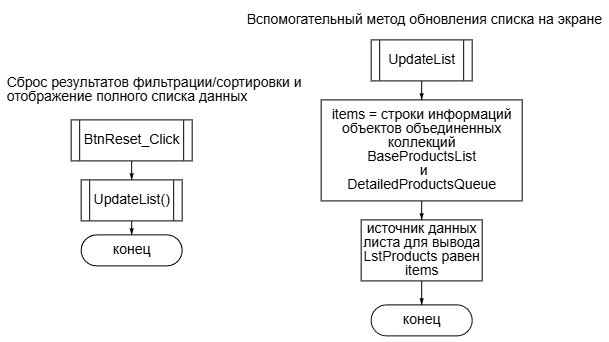 Вспомогательный метод обновления списка на экране
UpdateList
items = строки информаций
объектов объединенных
коллекций
BaseProductsList
и
DetailedProductsQueue
источник данных
листа для вывода
LstProducts равен
items
конец
Сброс результатов фильтрации/сортировки и
отображение полного списка данных
BtnReset_Click
UpdateList()
конец